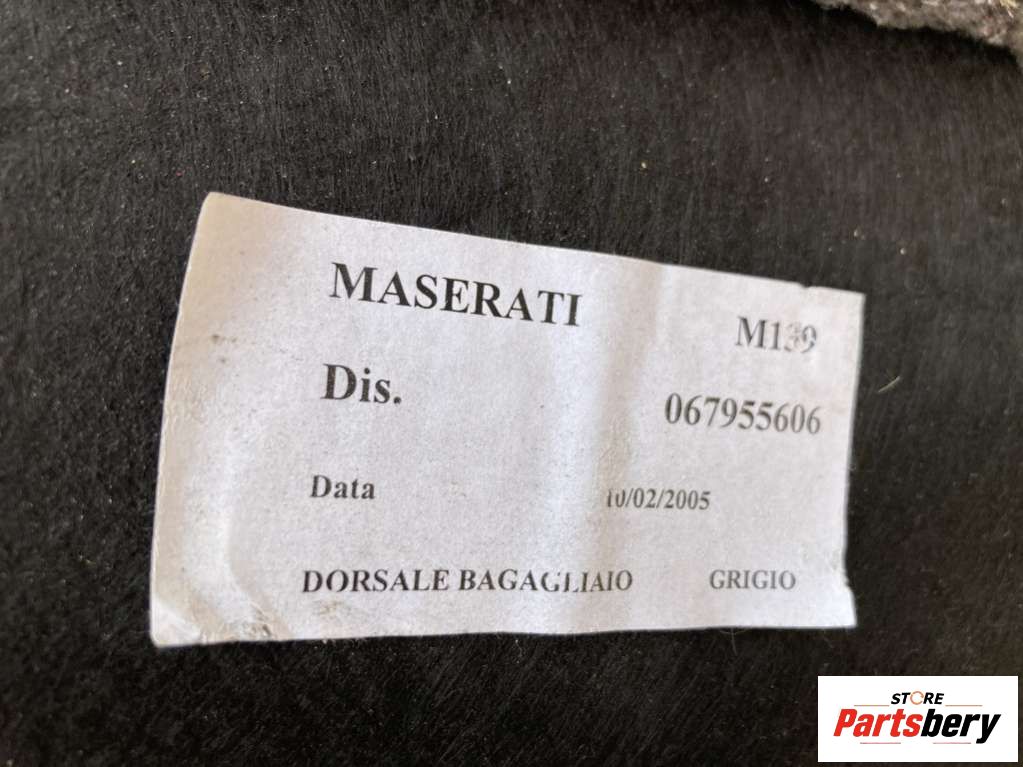 MASERATI
M139
Dis.
067955606
Data
10/02/2005
DORSALE BAGAGLIAIO GRIGIO
STORE
Partsbery